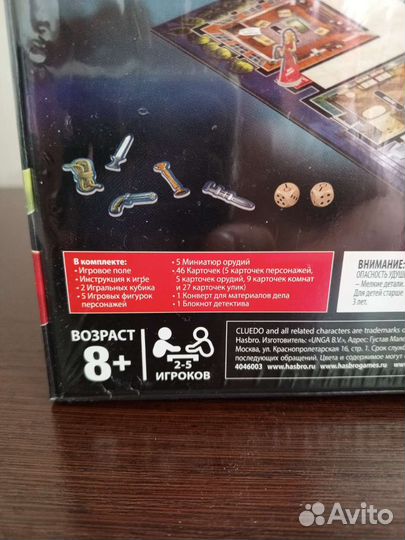 В комплекте:
• Игровое поле
• Инструкция к игре
• 2 Игральных кубика
• 5 Игровых фигурок
персонажей
• 5 Миниатюр орудий
• 46 Карточек (5 карточек персонажей,
5 карточек орудий, 9 карточек комнат
и 27 карточек улик)
• 1 Конверт для материалов дела
• 1 Блокнот детектива
ВНИМАНИЕ:
ОПАСНОСТЬ УДУШ
– Мелкие детали.
Для детей старше
3 лет.
ВОЗРАСТ
8+
2-5
ИГРОКОВ
CLUEDO and all related characters are trademarks o
Hasbro. Изготовитель: «UNGA B.V.», Адрес: Густав Мале
Москва, ул. Краснопролетарская 16, стр. 1. Срок служб
последующих обращений. Цвета и содержимое могут о
4046003 www.hasbro.ru www.hasbrogames.ru М
Avito